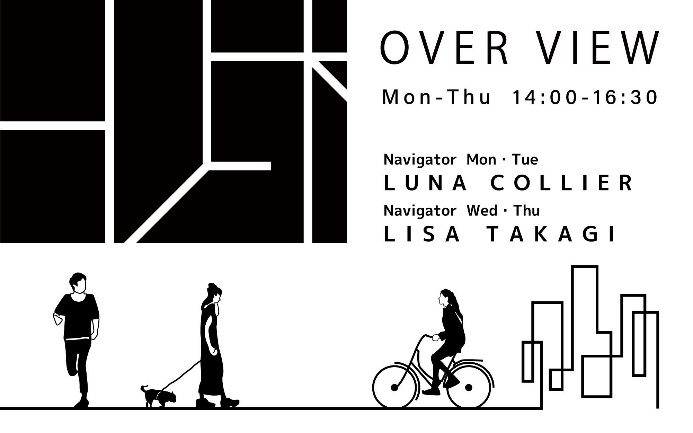 OVER VIEW
Mon-Thu 14:00-16:30
Navigator Mon・Tue
LUNA COLLIER
Navigator Wed・Thu
LISA TAKAGI